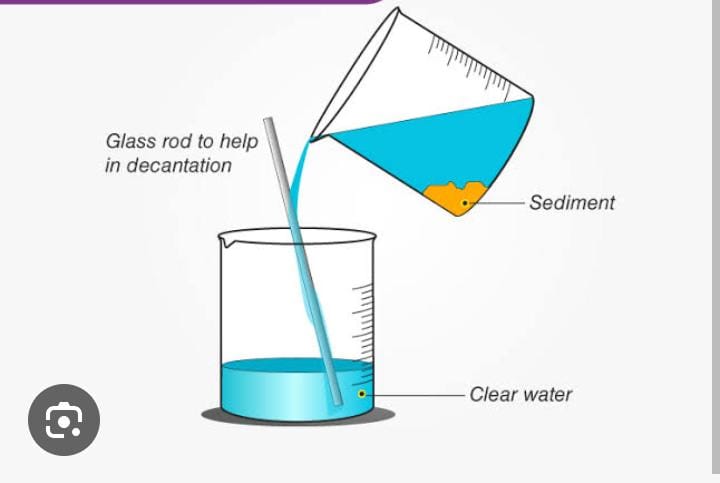 Glass rod to help
in decantation
Sediment
Clear water